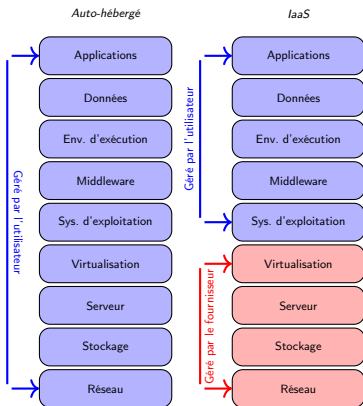 Auto-hébergé
IaaS
Applications
Données
Env. d'exécution
Middleware
Sys. d'exploitation
Virtualisation
Serveur
Stockage
Réseau
Géré par l'utilisateur
Applications
Données
Env. d'exécution
Middleware
Sys. d'exploitation
Virtualisation
Serveur
Stockage
Réseau
Géré par l'utilisateur
Géré par le fournisseur